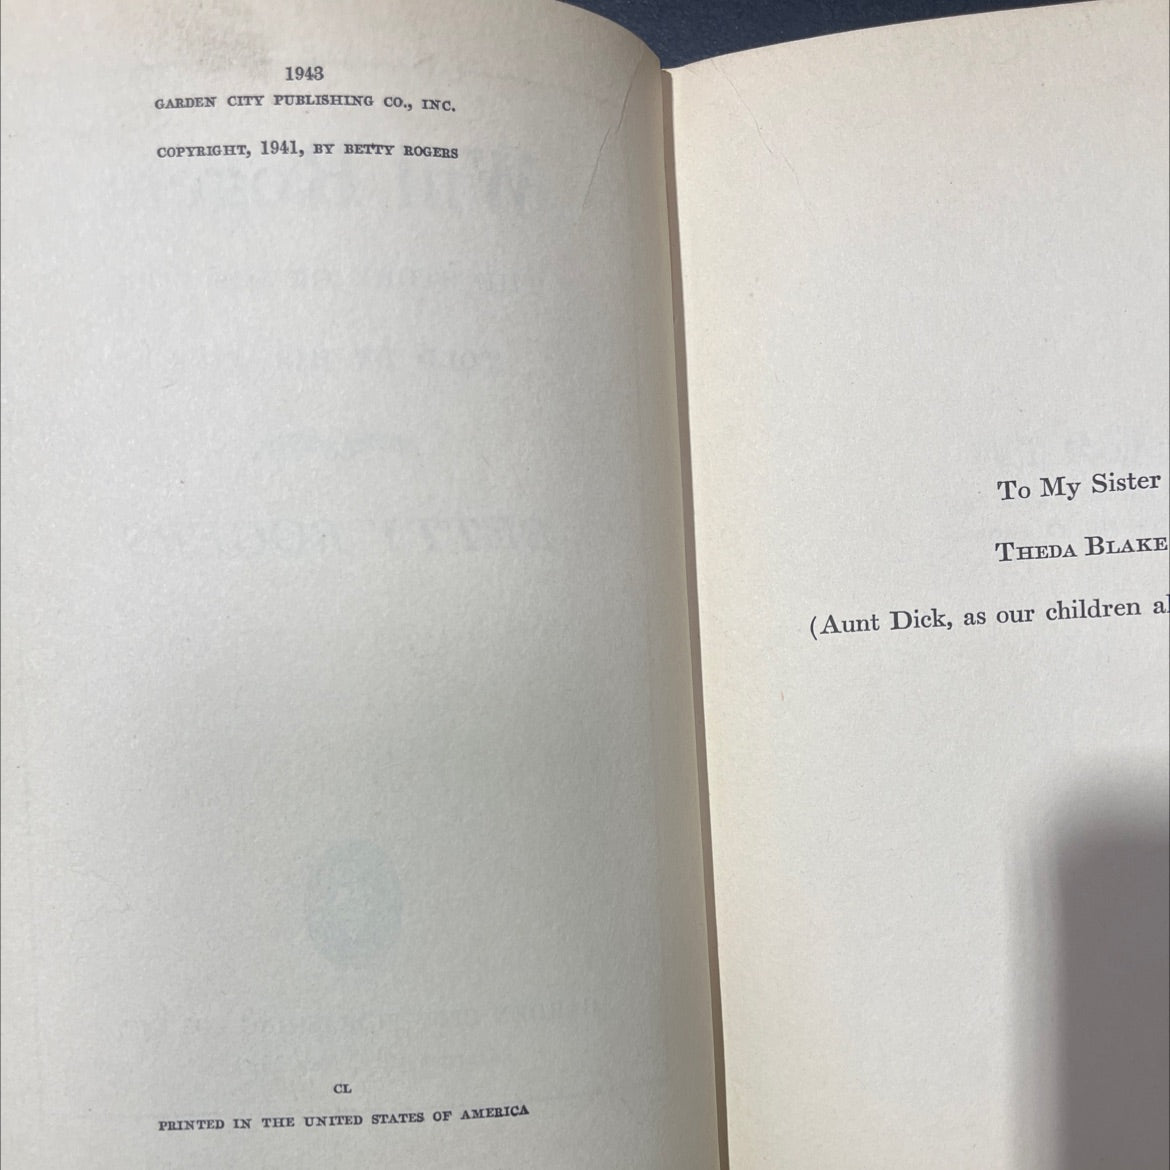 1943
GARDEN CITY PUBLISHING CO., INC.
COPYRIGHT, 1941, BY BETTY ROGERS
CL
PRINTED IN THE UNITED STATES OF AMERICA
To My Sister
THEDA BLAKE
(Aunt Dick, as our children